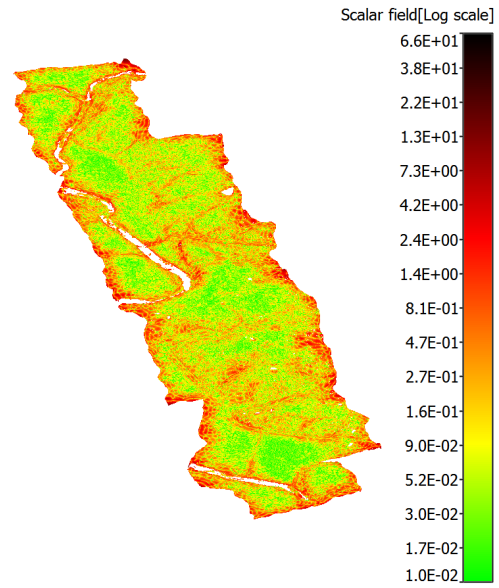 Scalar field[Log scale]
6.6E+01
3.8E+01
2.2E+01
1.3E+01
7.3E+00
4.2E+00
2.4E+00
1.4E+00
8.1E-01
4.7E-01
2.7E-01
1.6E-01
9.0E-02
5.2E-02
3.0E-02
1.7E-02
1.0E-02